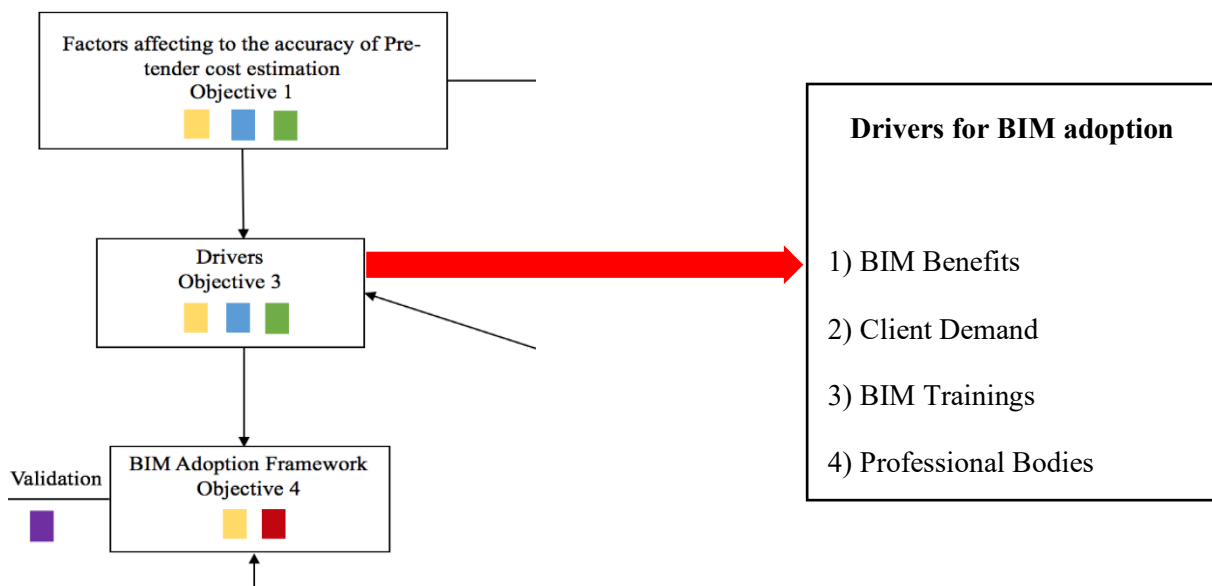 Factors affecting to the accuracy of Pre-
tender cost estimation
Objective 1
Drivers
Objective 3
Validation
BIM Adoption Framework
Objective 4
Drivers for BIM adoption
1) BIM Benefits
2) Client Demand
3) BIM Trainings
4) Professional Bodies